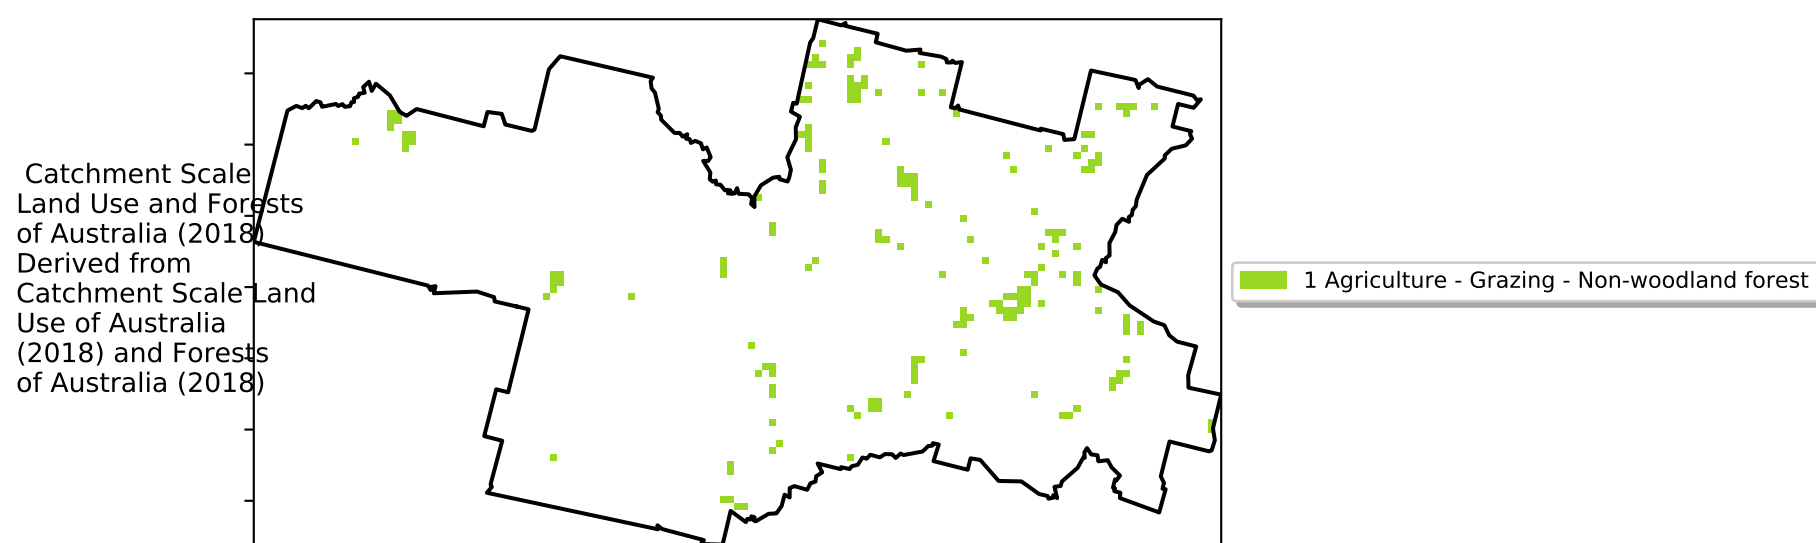 Catchment Scale
Land Use and Forests
of Australia (2018)
Derived from
Catchment Scale Land
Use of Australia
(2018) and Forests
of Australia (2018)
1 Agriculture - Grazing - Non-woodland forest